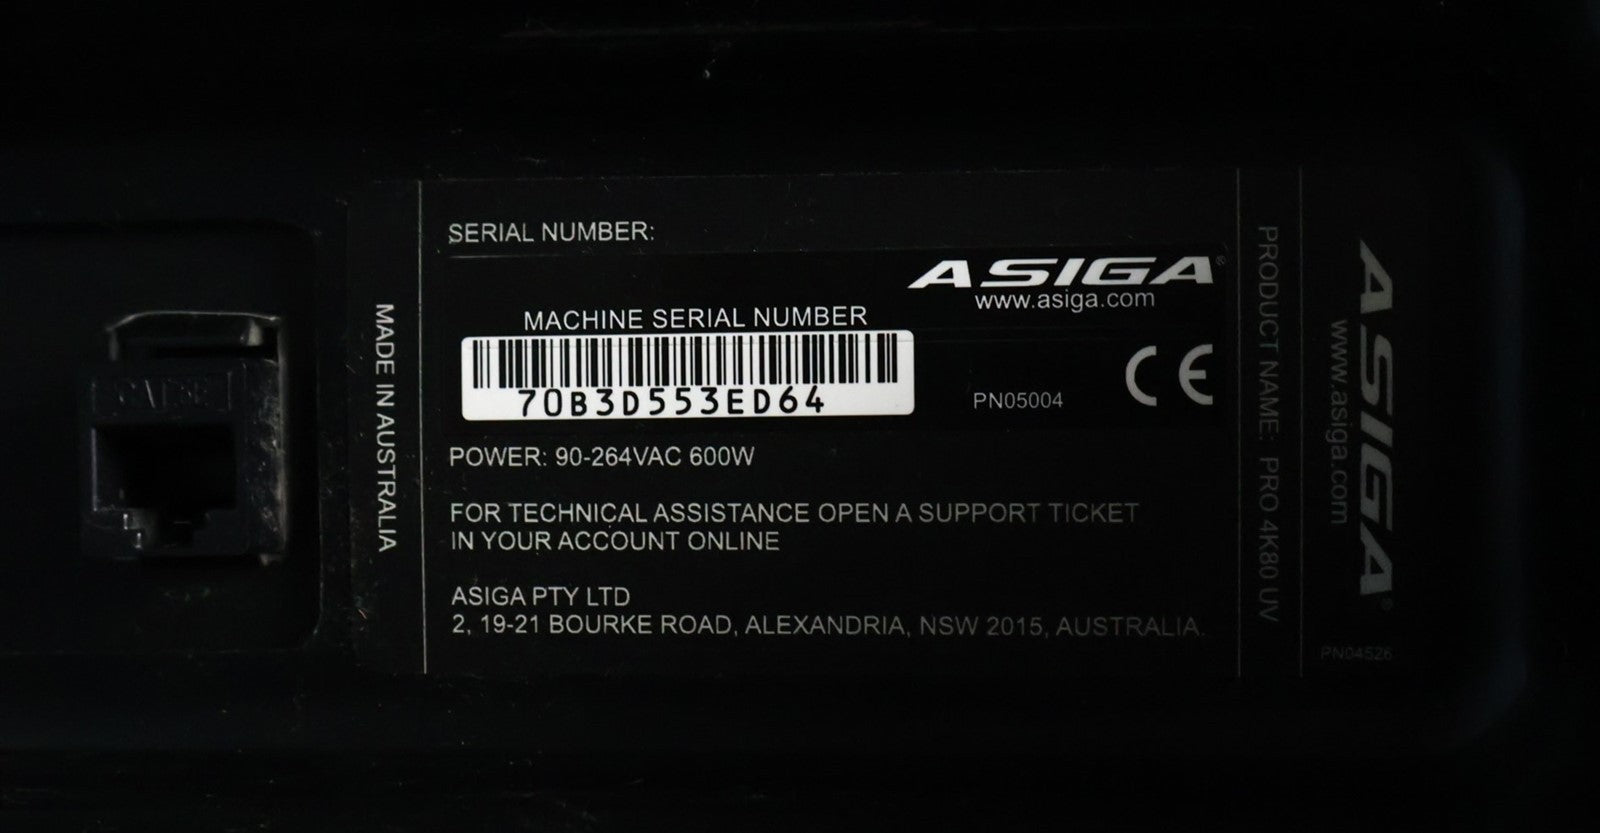 CAT5E
MADE IN AUSTRALIA
SERIAL NUMBER:
ASIGA®
www.asiga.com
MACHINE SERIAL NUMBER
70B3D553ED64
PN05004
CE
POWER: 90-264VAC 600W
FOR TECHNICAL ASSISTANCE OPEN A SUPPORT TICKET
IN YOUR ACCOUNT ONLINE
ASIGA PTY LTD
2, 19-21 BOURKE ROAD, ALEXANDRIA, NSW 2015, AUSTRALIA.
PRODUCT NAME: PRO 4K80 UV
ASIGA®
www.asiga.com
PN04526